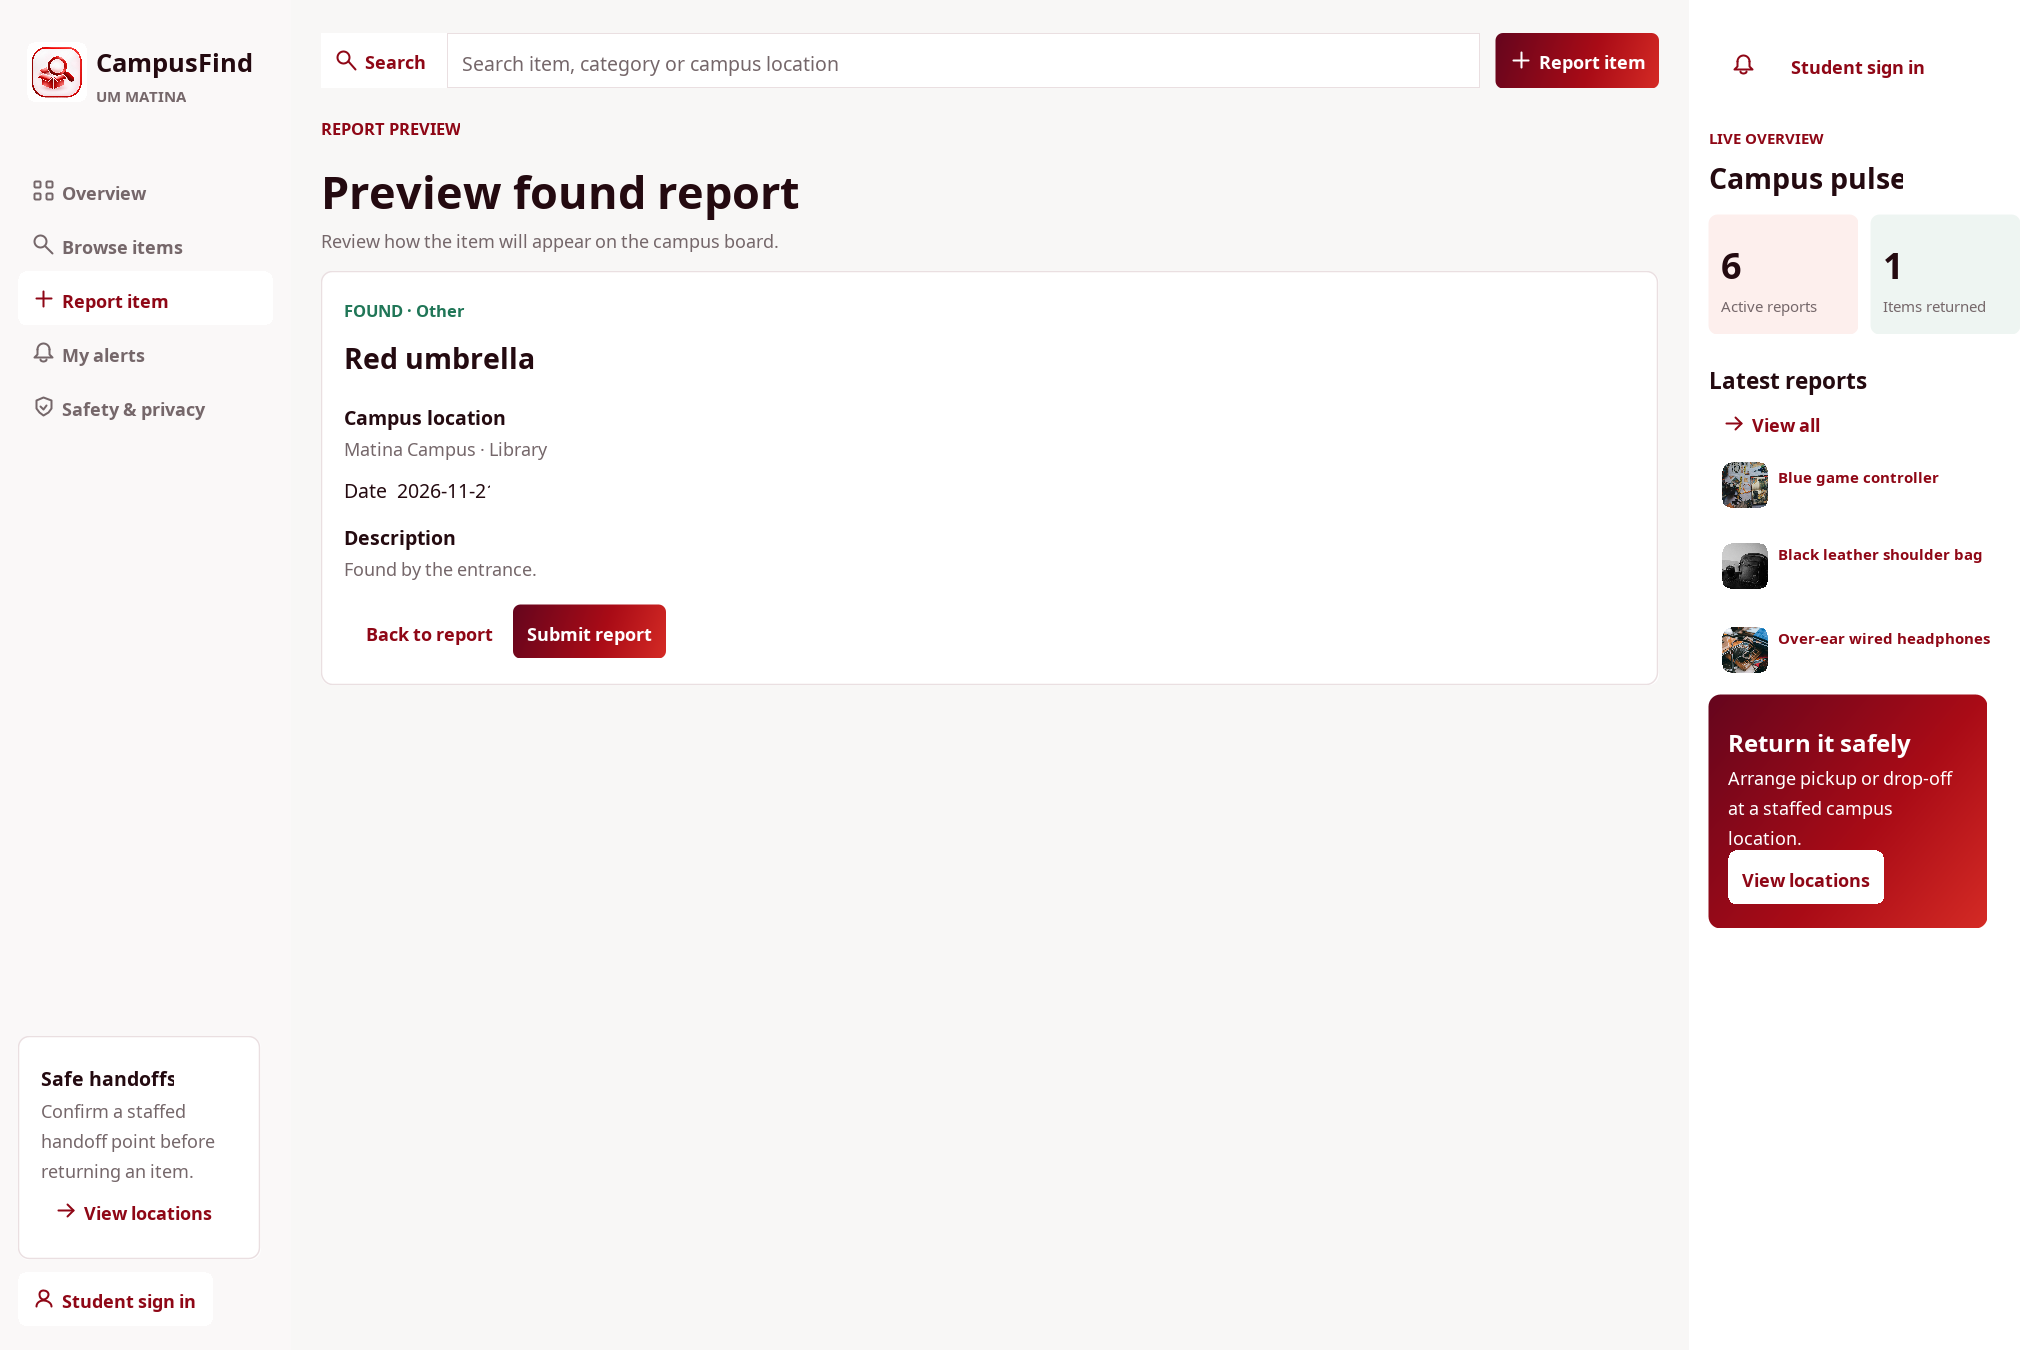 CampusFind
UM MATINA
Overview
Browse items
Report item
My alerts
Safety & privacy
Safe handoffs
Confirm a staffed
handoff point before
returning an item.
View locations
Student sign in
Search
Search item, category or campus location
Report item
REPORT PREVIEW
Preview found report
Review how the item will appear on the campus board.
FOUND · Other
Red umbrella
Campus location
Matina Campus · Library
Date
Description
Found by the entrance.
Back to report
Submit report
Student sign in
LIVE OVERVIEW
Campus pulse
6
Active reports
1
Items returned
Latest reports
View all
Blue game controller
Black leather shoulder bag
Over-ear wired headphones
Return it safely
Arrange pickup or drop-off
at a staffed campus
location.
View locations